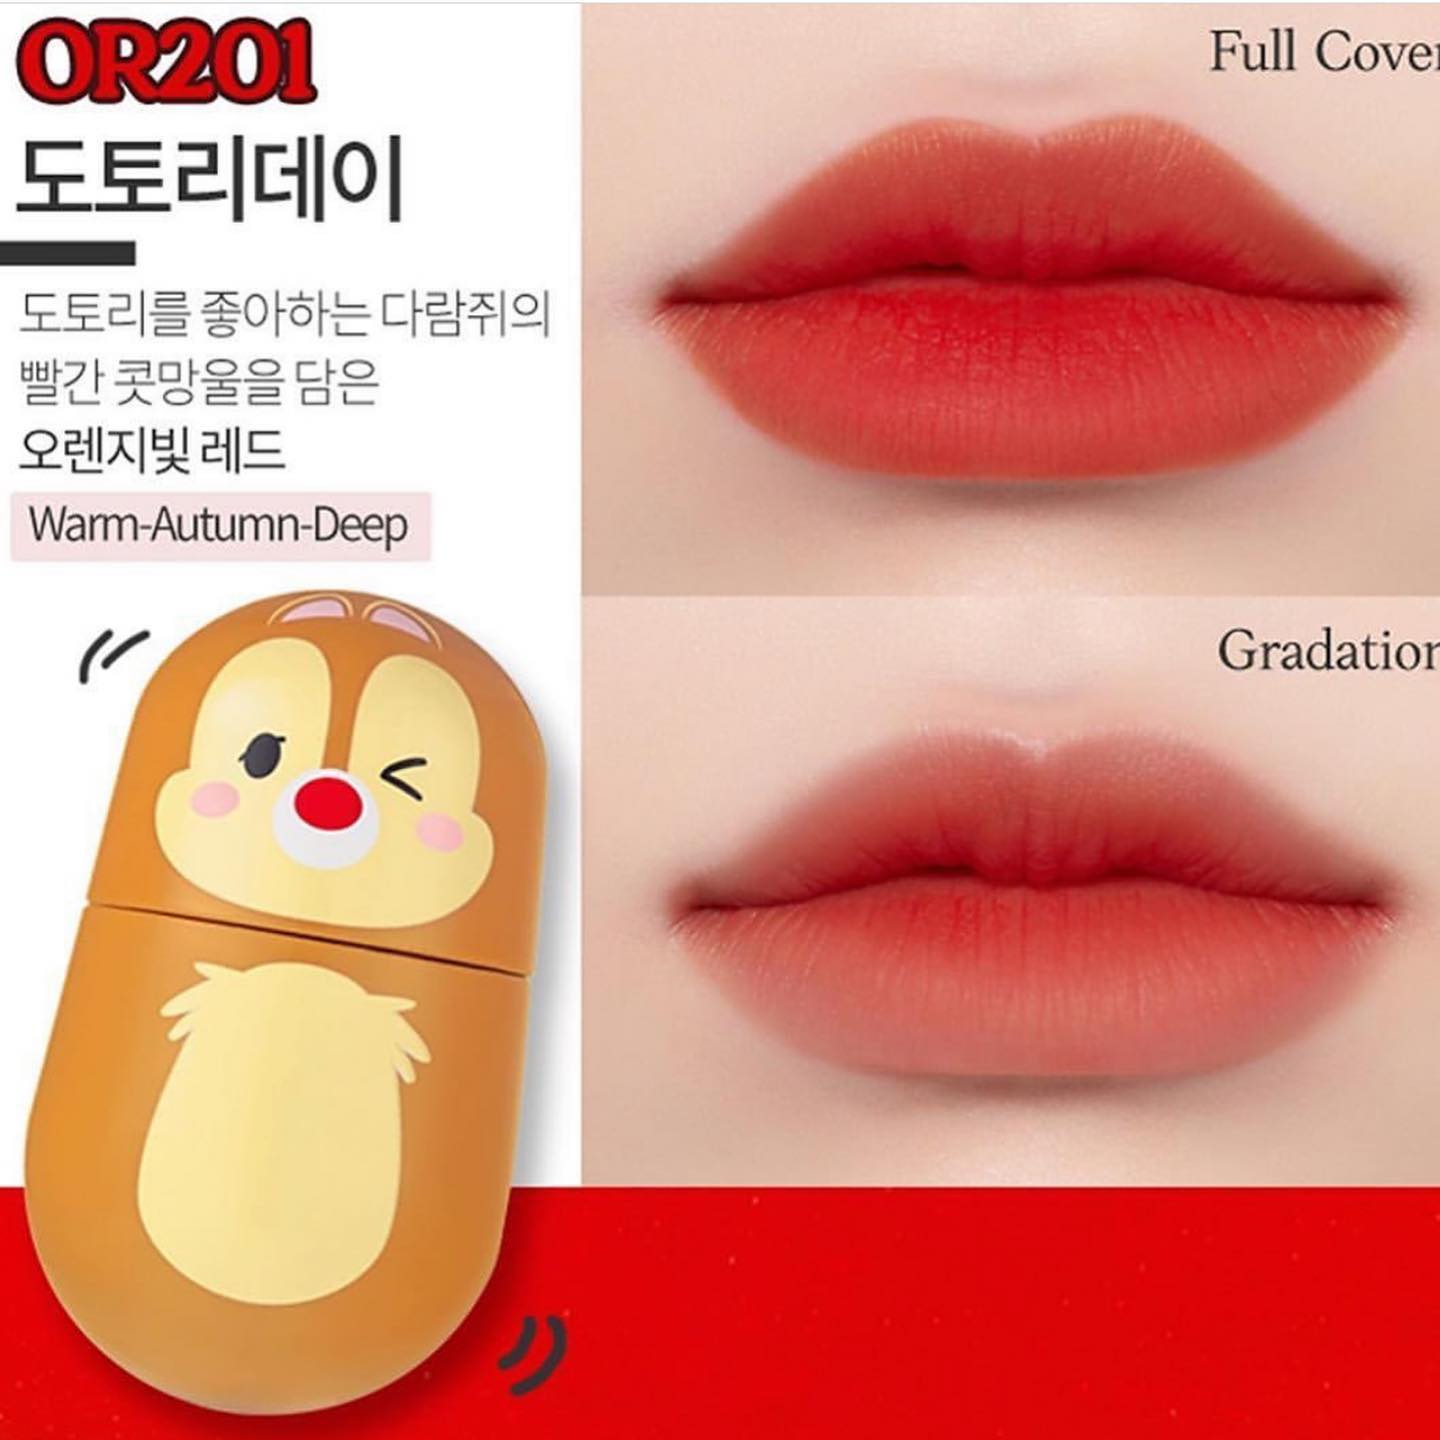 OR201
도토리데이
도토리를 좋아하는 다람쥐의
빨간 콧망울을 담은
오렌지빛 레드
Warm-Autumn-Deep
Full Cover
Gradation